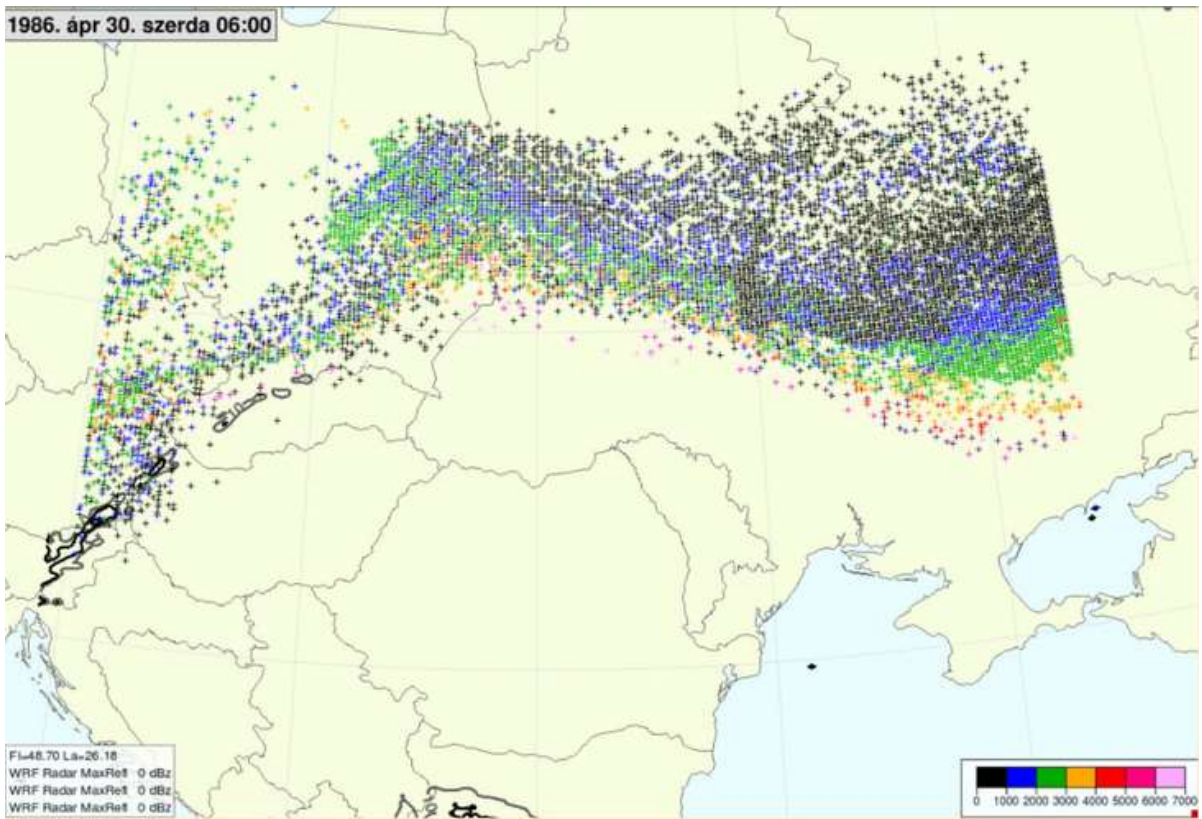 1986. ápr 30. szerda 06:00
FI=48.70 La=26.18
WRF Radar MaxRefl 0 dBz
WRF Radar MaxRefl 0 dBz
WRF Radar MaxRefl 0 dBz
0 1000 2000 3000 4000 5000 6000 7000